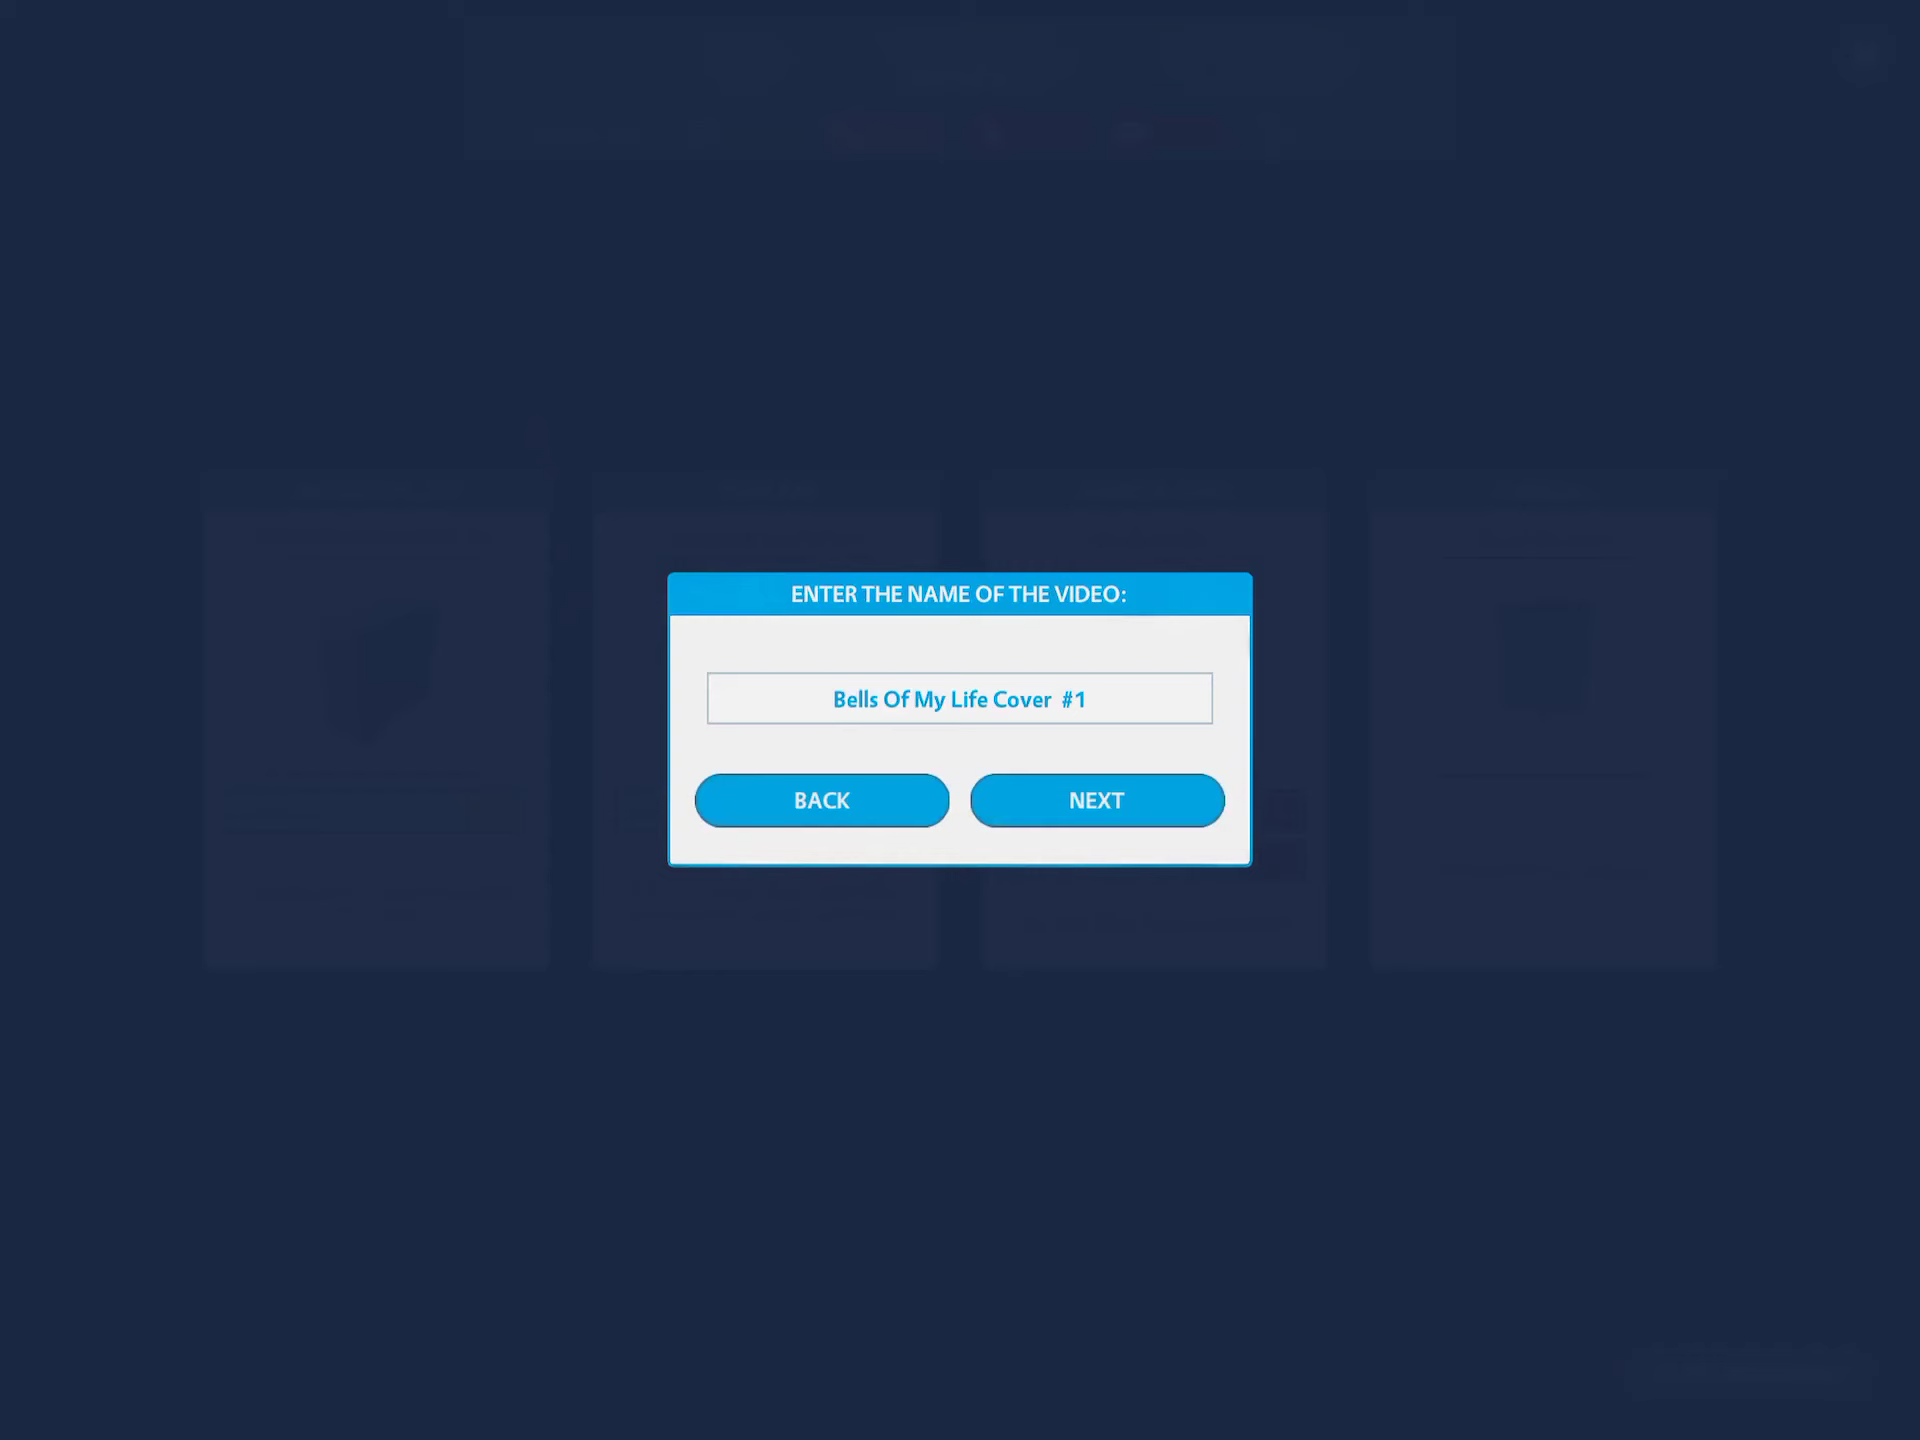 ENTER THE NAME OF THE VIDEO:
Bells Of My Life Cover  #1
BACK
NEXT